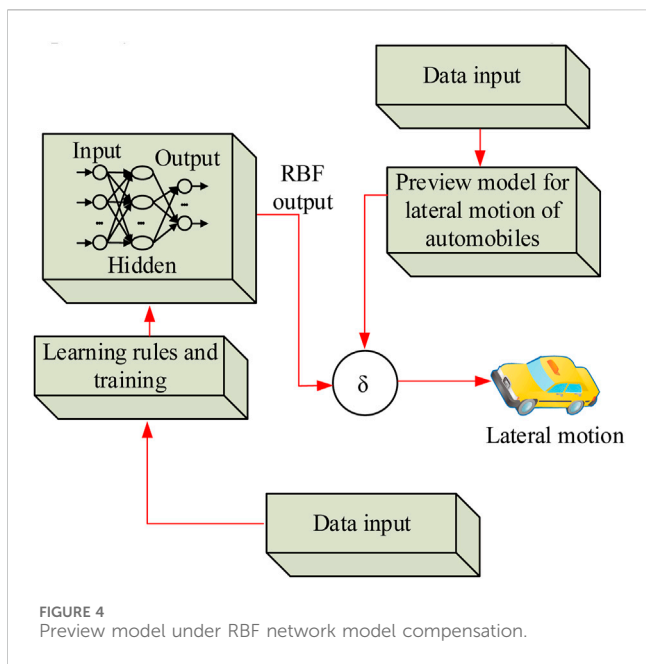 Data input
Input
Output
Hidden
RBF
output
Preview model for
lateral motion of
automobiles
Learning rules and
training
δ
Lateral motion
Data input
FIGURE 4
Preview model under RBF network model compensation.